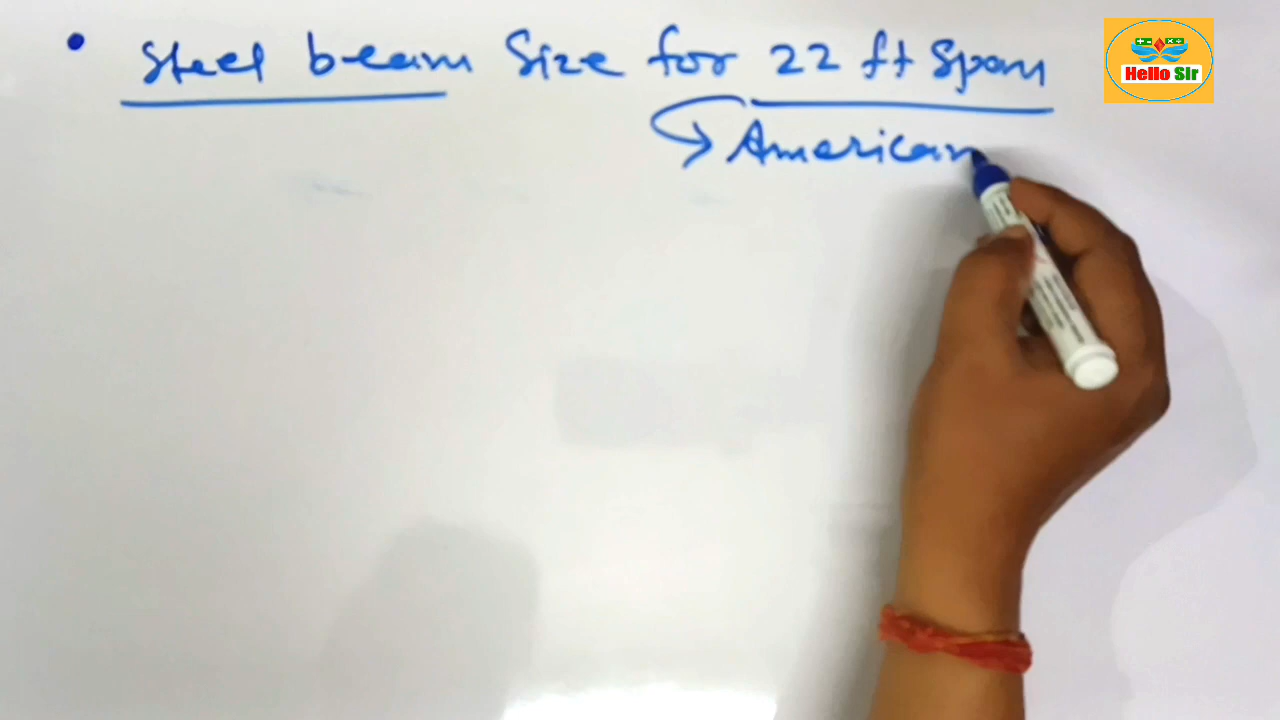 • Steel beam Size for 22 ft Span
→ American
Hello Sir